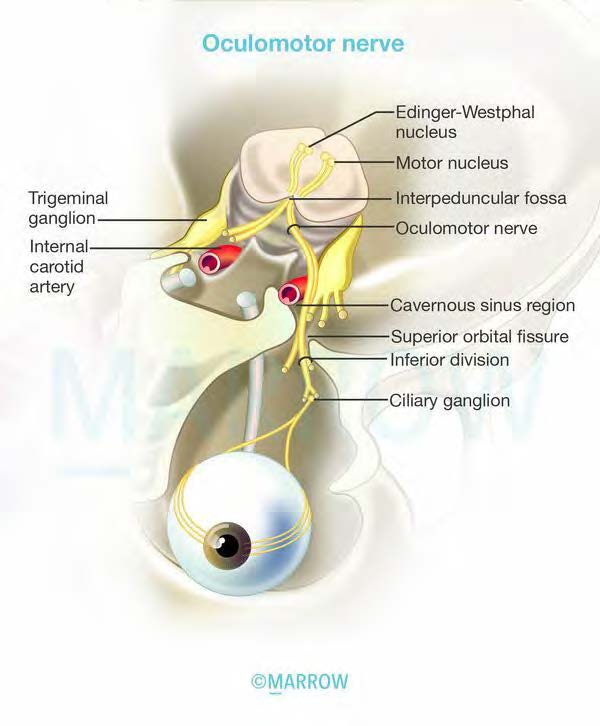 Oculomotor nerve
Edinger-Westphal
nucleus
Motor nucleus
Trigeminal
ganglion
Interpeduncular fossa
Oculomotor nerve
Internal
carotid
artery
Cavernous sinus region
Superior orbital fissure
Inferior division
MARROW
Ciliary ganglion
©MARROW